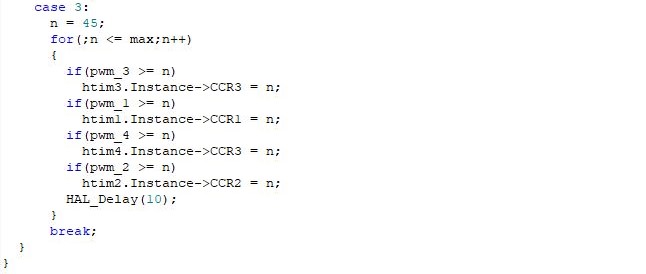 case 3:
n = 45;
for(;n <= max;n++)
{
if(pwm_3 >= n)
htim3.Instance->CCR3 = n;
if(pwm_1 >= n)
htim1.Instance->CCR1 = n;
if(pwm_4 >= n)
htim4.Instance->CCR3 = n;
if(pwm_2 >= n)
htim2.Instance->CCR2 = n;
HAL_Delay(10);
}
break;
}
}